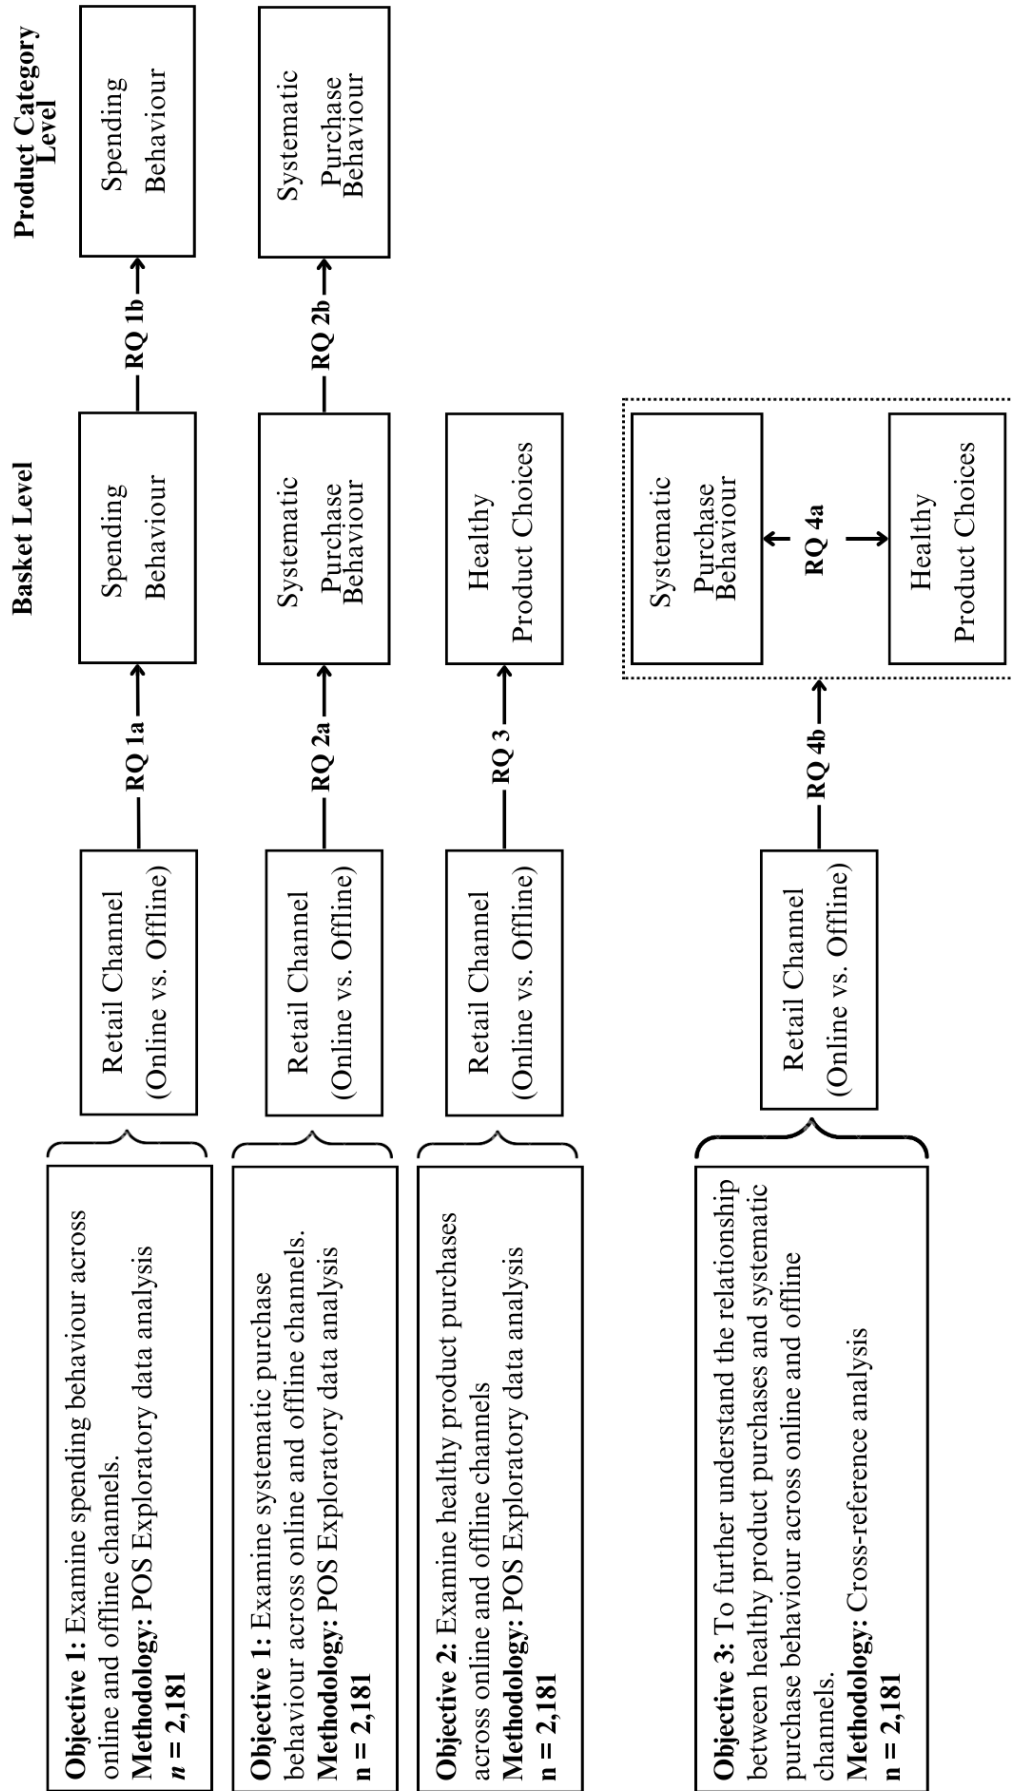 Basket Level
Product Category
Level
Objective 1: Examine spending behaviour across
online and offline channels.
Methodology: POS Exploratory data analysis
n = 2,181
Retail Channel
(Online vs. Offline)
RQ 1a
Spending
Behaviour
RQ 1b
Spending
Behaviour
Objective 1: Examine systematic purchase
behaviour across online and offline channels.
Methodology: POS Exploratory data analysis
n = 2,181
Retail Channel
(Online vs. Offline)
RQ 2a
Systematic
Purchase
Behaviour
RQ 2b
Systematic
Purchase
Behaviour
Objective 2: Examine healthy product purchases
across online and offline channels
Methodology: POS Exploratory data analysis
n = 2,181
Retail Channel
(Online vs. Offline)
RQ 3
Healthy
Product Choices
Objective 3: To further understand the relationship
between healthy product purchases and systematic
purchase behaviour across online and offline
channels.
Methodology: Cross-reference analysis
n = 2,181
Retail Channel
(Online vs. Offline)
RQ 4b
Systematic
Purchase
Behaviour
RQ 4a
Healthy
Product Choices